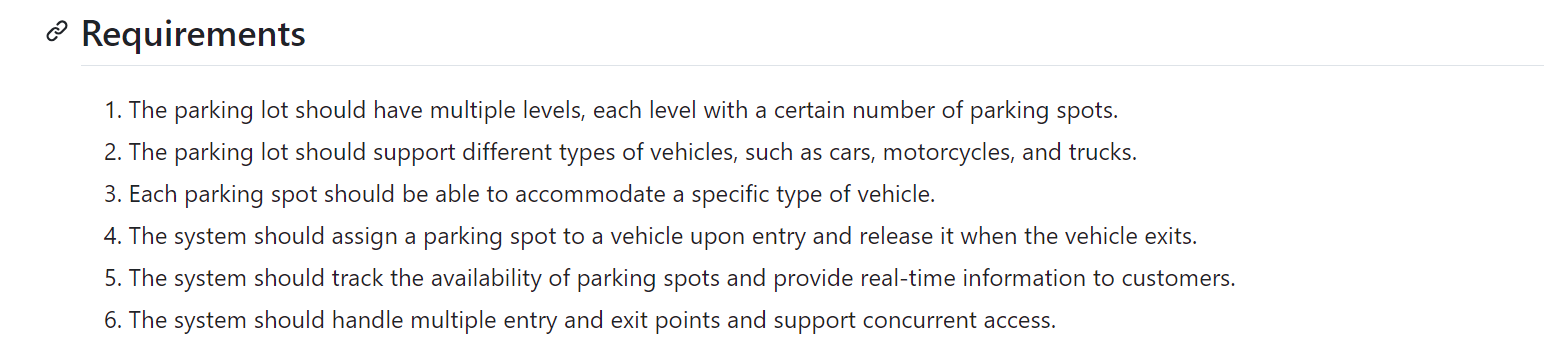 Requirements
1. The parking lot should have multiple levels, each level with a certain number of parking spots.
2. The parking lot should support different types of vehicles, such as cars, motorcycles, and trucks.
3. Each parking spot should be able to accommodate a specific type of vehicle.
4. The system should assign a parking spot to a vehicle upon entry and release it when the vehicle exits.
5. The system should track the availability of parking spots and provide real-time information to customers.
6. The system should handle multiple entry and exit points and support concurrent access.